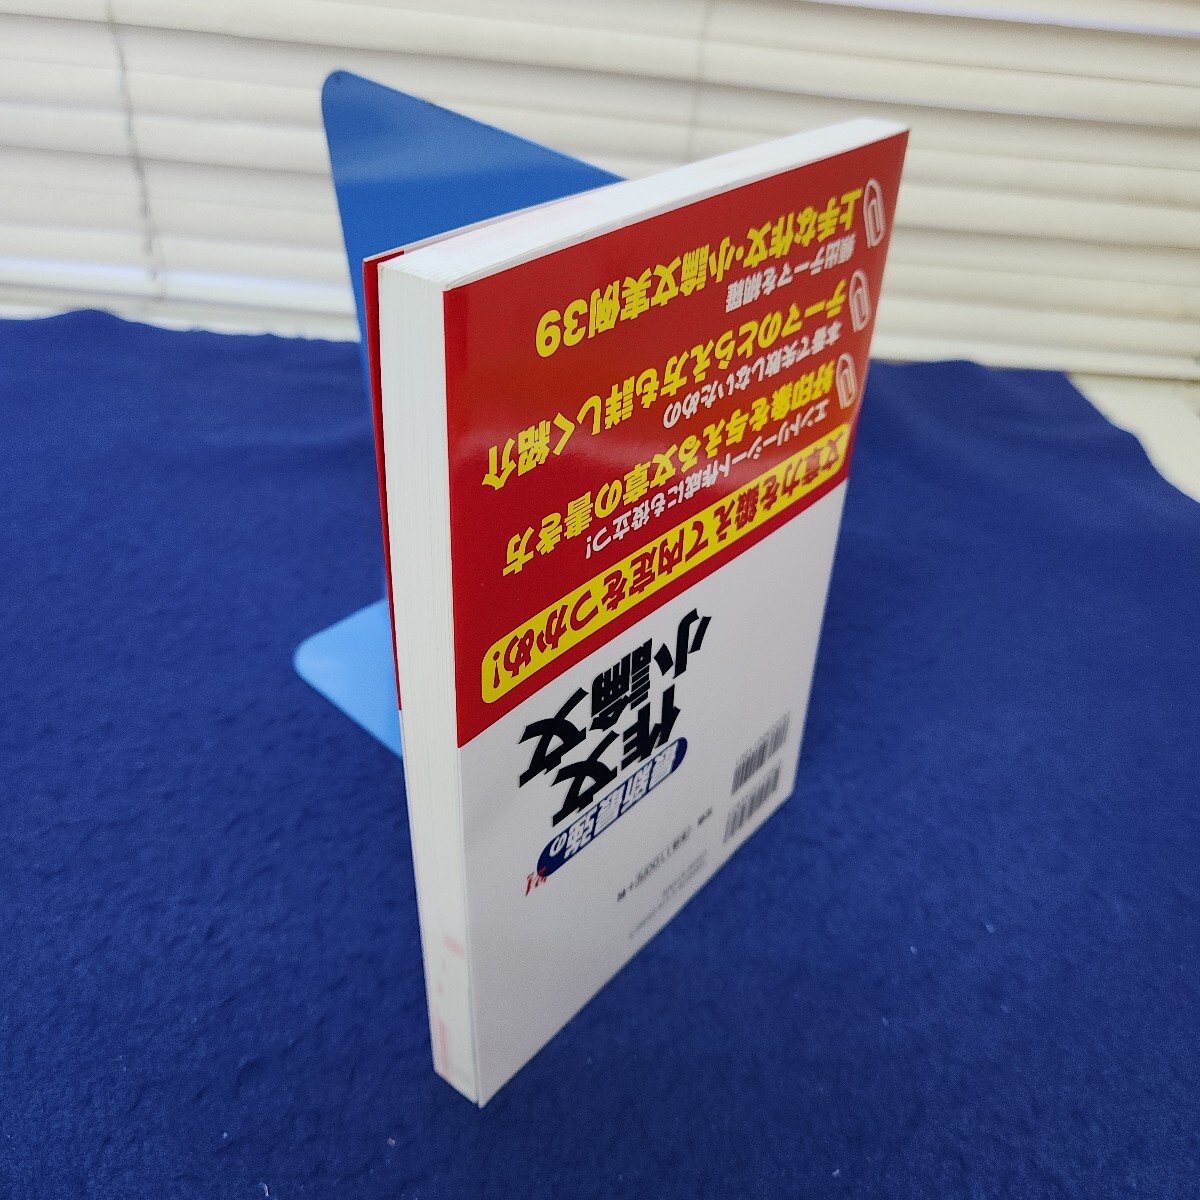 最新最強の
作文
小論文
文章力を鍛えて内定をつかめ!
エントリーシート作成にも役立つ!
好印象を与える文章の書き方
本番で失敗しないための
テーマのとらえ方も詳しく紹介
頻出テーマを網羅
上手な作文・小論文実例39